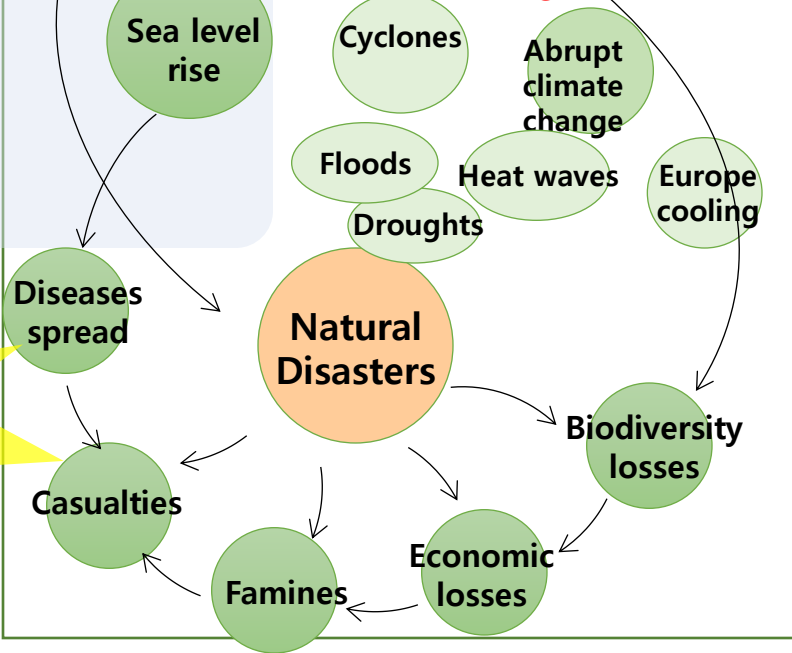 Sea level
rise
Cyclones
Abrupt
climate
change
Floods
Heat waves
Europe
cooling
Droughts
Diseases
spread
Natural
Disasters
Biodiversity
losses
Casualties
Economic
losses
Famines